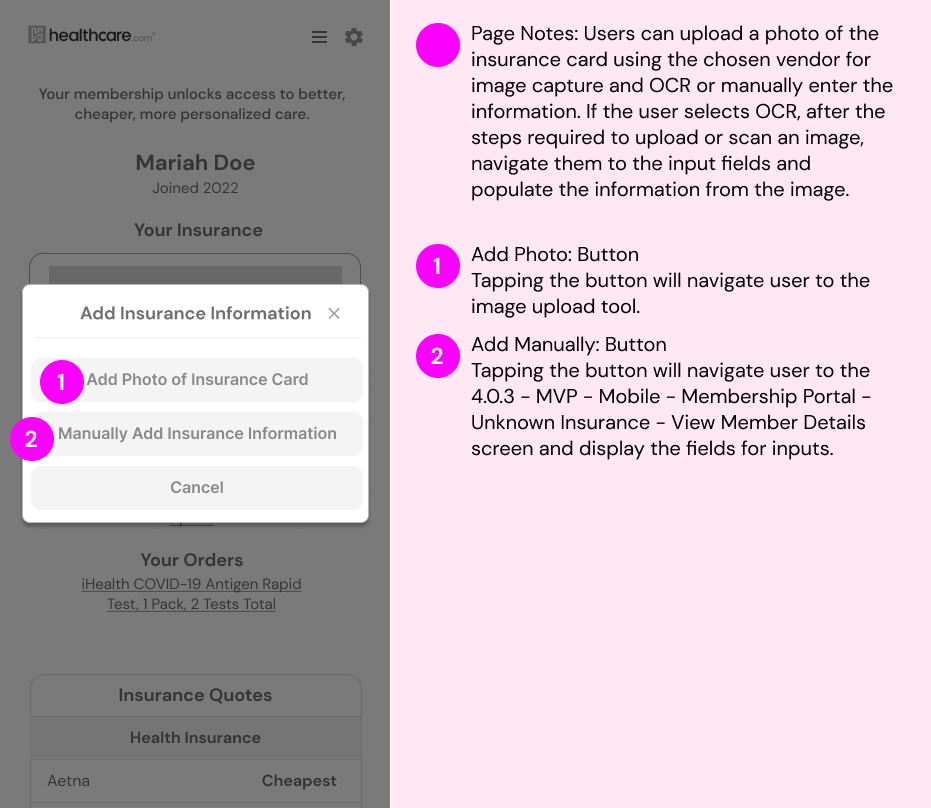 healthcare.com
Your membership unlocks access to better,
cheaper, more personalized care.
Mariah Doe
Joined 2022
Your Insurance
Add Insurance Information
1
Add Photo of Insurance Card
2
Manually Add Insurance Information
Cancel
Your Orders
iHealth COVID-19 Antigen Rapid
Test, 1 Pack, 2 Tests Total
Insurance Quotes
Health Insurance
Aetna Cheapest
Page Notes: Users can upload a photo of the
insurance card using the chosen vendor for
image capture and OCR or manually enter the
information. If the user selects OCR, after the
steps required to upload or scan an image,
navigate them to the input fields and
populate the information from the image.
1
Add Photo: Button
Tapping the button will navigate user to the
image upload tool.
2
Add Manually: Button
Tapping the button will navigate user to the
4.0.3 - MVP - Mobile - Membership Portal -
Unknown Insurance - View Member Details
screen and display the fields for inputs.